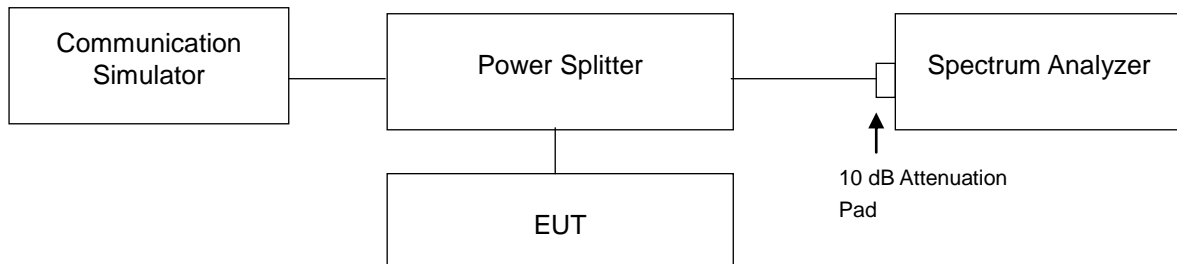 Communication
Simulator
Power Splitter
Spectrum Analyzer
10 dB Attenuation
Pad
EUT